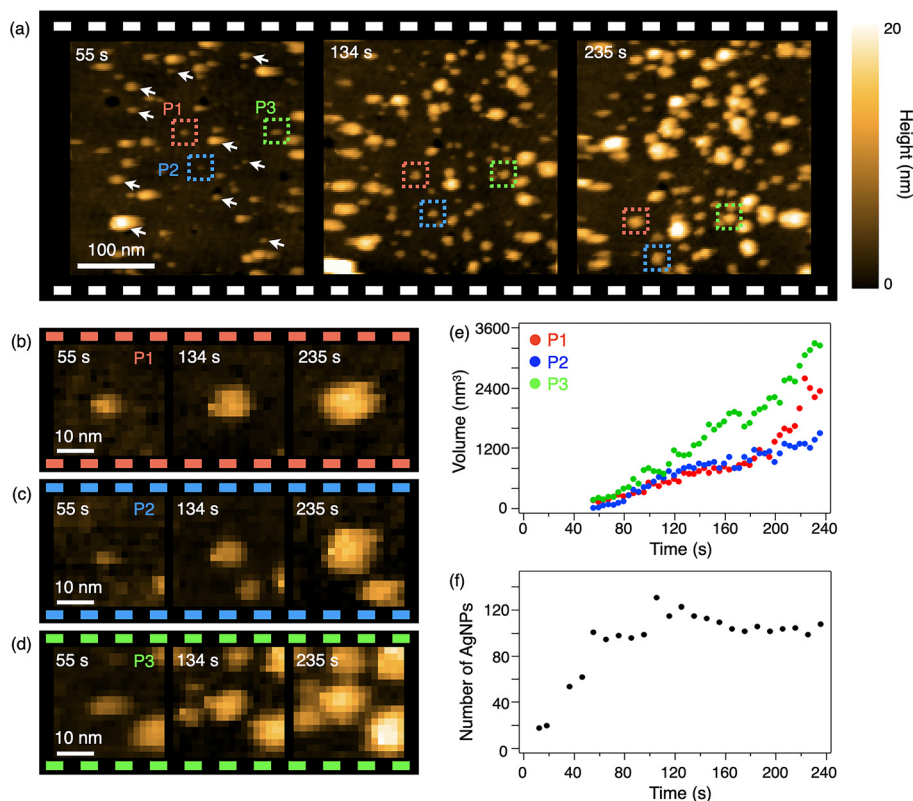 (a)
55 s
134 s
235 s
P1
P3
P2
100 nm
20
Height (nm)
0
(b)
55 s
P1
134 s
235 s
10 nm
(c)
55 s
P2
134 s
235 s
10 nm
(d)
55 s
P3
134 s
235 s
10 nm
(e)
3600
2400
1200
0
Volume (nm³)
P1
P2
P3
0
40
80
120
160
200
240
Time (s)
(f)
120
80
40
0
Number of AgNPs
0
40
80
120
160
200
240
Time (s)